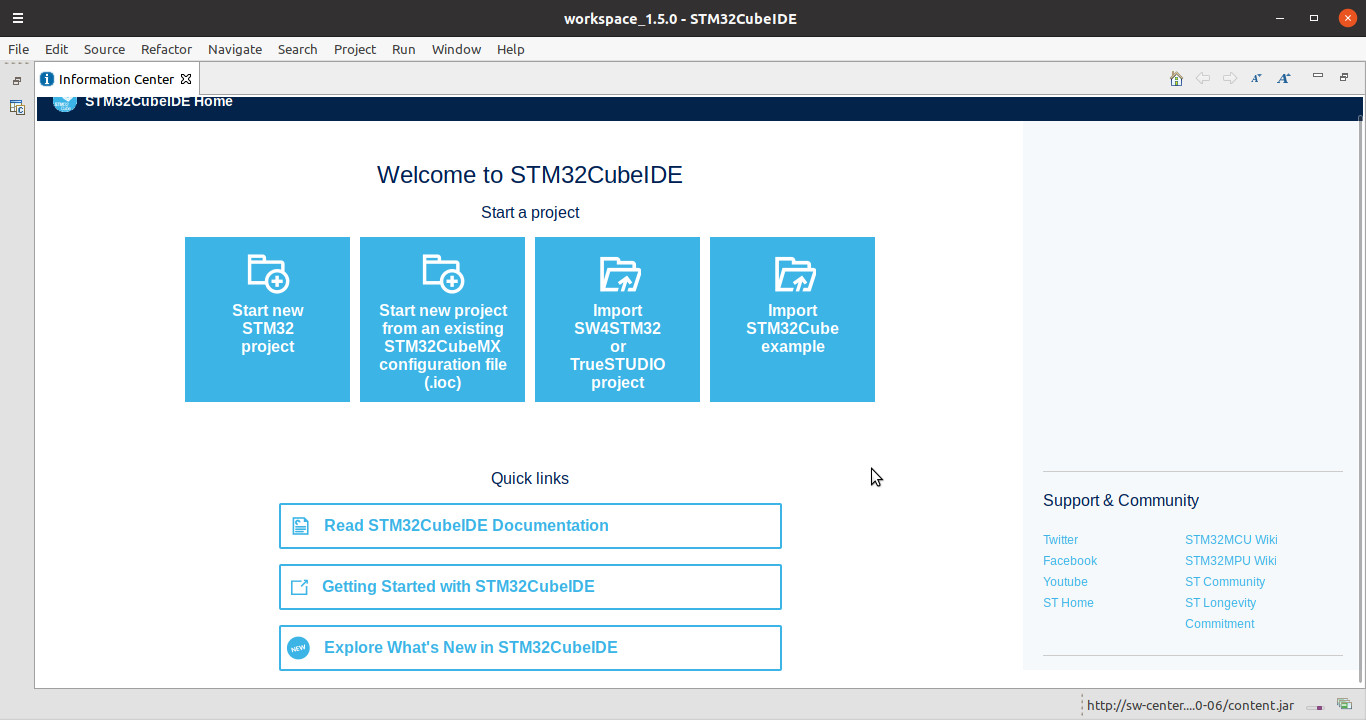 workspace_1.5.0 - STM32CubeIDE
File Edit Source Refactor Navigate Search Project Run Window Help
Information Center
STM32CubeIDE Home
Welcome to STM32CubeIDE
Start a project
Start new
STM32
project
Start new project
from an existing
STM32CubeMX
configuration file
(.ioc)
Import
SW4STM32
or
TrueSTUDIO
project
Import
STM32Cube
example
Quick links
Read STM32CubeIDE Documentation
Getting Started with STM32CubeIDE
NEW
Explore What's New in STM32CubeIDE
Support & Community
Twitter
Facebook
Youtube
ST Home
STM32MCU Wiki
STM32MPU Wiki
ST Community
ST Longevity
Commitment
http://sw-center....0-06/content.jar